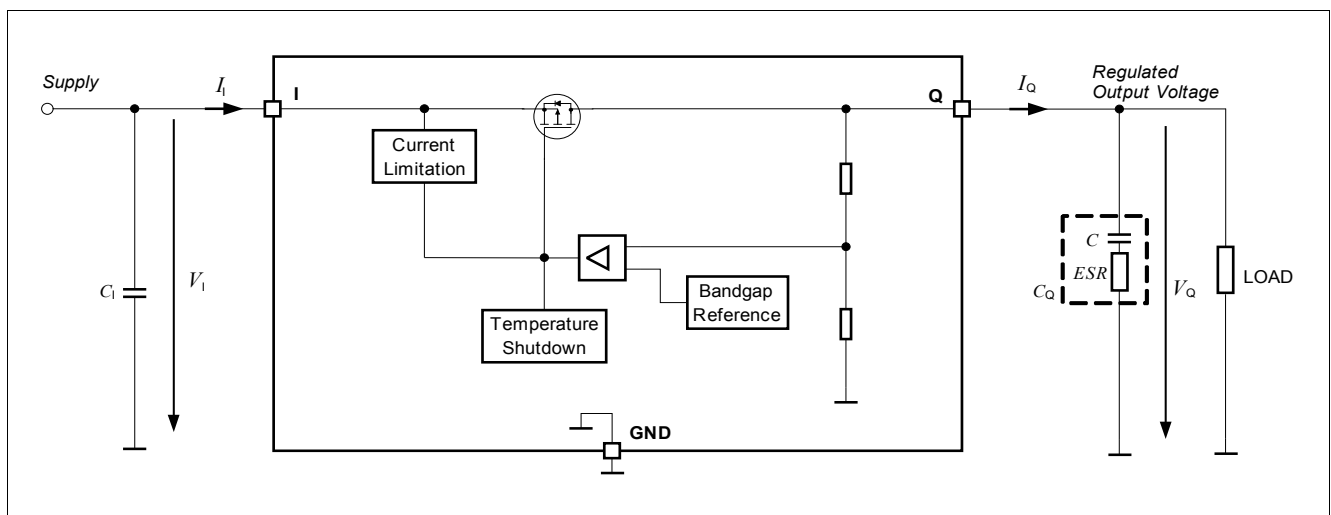 Supply
I_I
I
Q
I_Q
Regulated
Output Voltage
Current
Limitation
C_I
V_I
Bandgap
Reference
Temperature
Shutdown
C
ESR
C_Q
V_Q
LOAD
GND